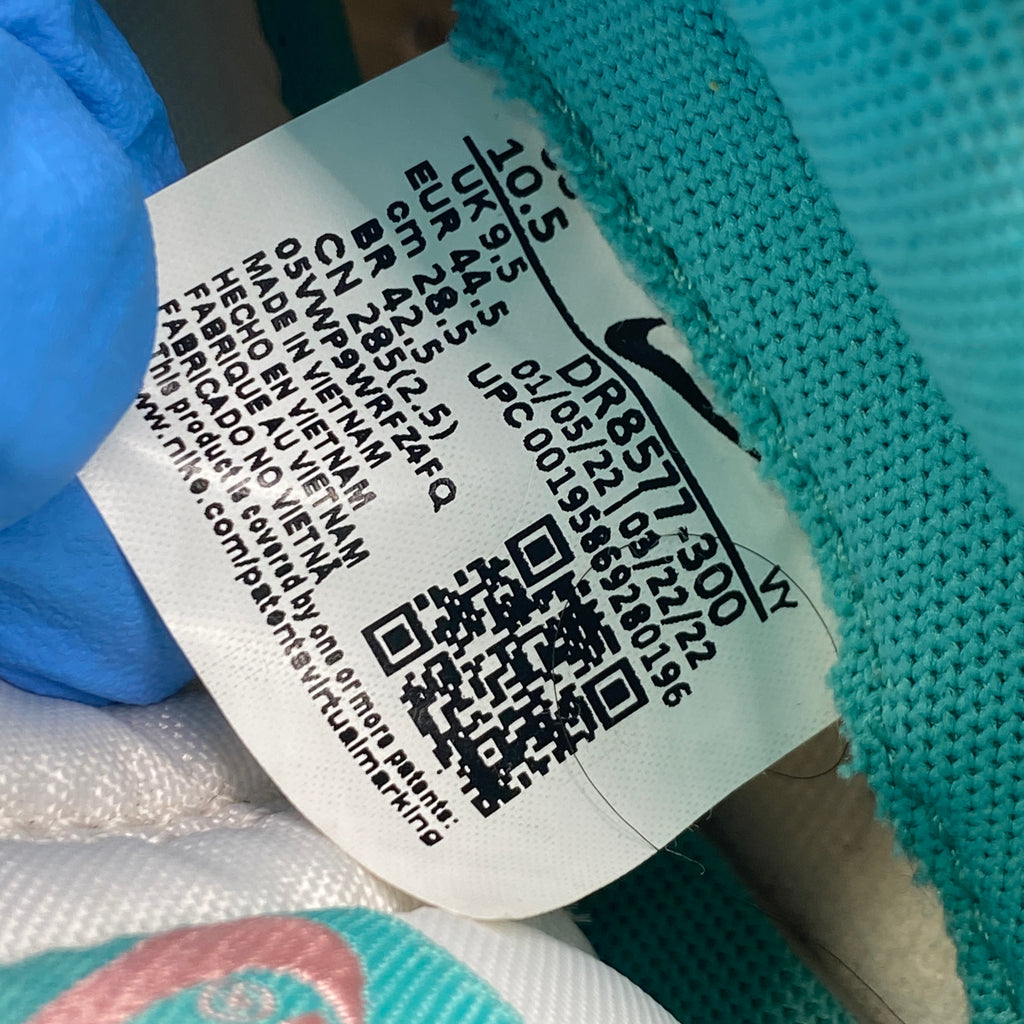 10.5
UK 9.5
EUR 44.5
cm 28.5
BR 42.5
CN 285(2.5)
05VWP9WRFZ4FQ
MADE IN VIETNAM
HECHO EN VIETNAM
FABRIQUE AU VIETNAM
FABRICADO NO VIETNÃ
This product is covered by one or more patents:
www.nike.com/patentsvirtualmarking
DR8577-300
VY
01/05/22 | 03/22/22
UPC 00195869280196